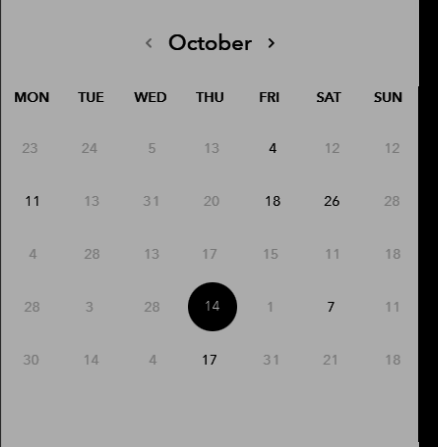 ‹ October ›
MON TUE WED THU FRI SAT SUN
23 24 5 13 4 12 12
11 13 31 20 18 26 28
4 28 13 17 15 11 18
28 3 28 14 1 7 11
30 14 4 17 31 21 18